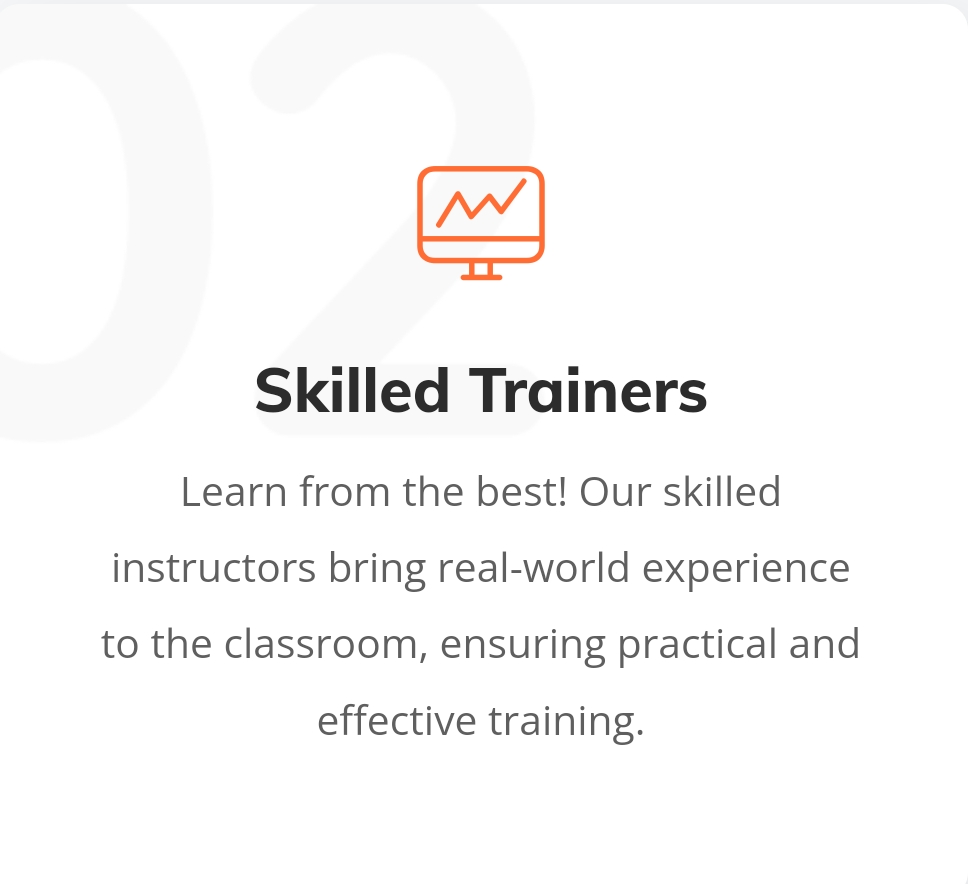 02
Skilled Trainers
Learn from the best! Our skilled
instructors bring real-world experience
to the classroom, ensuring practical and
effective training.